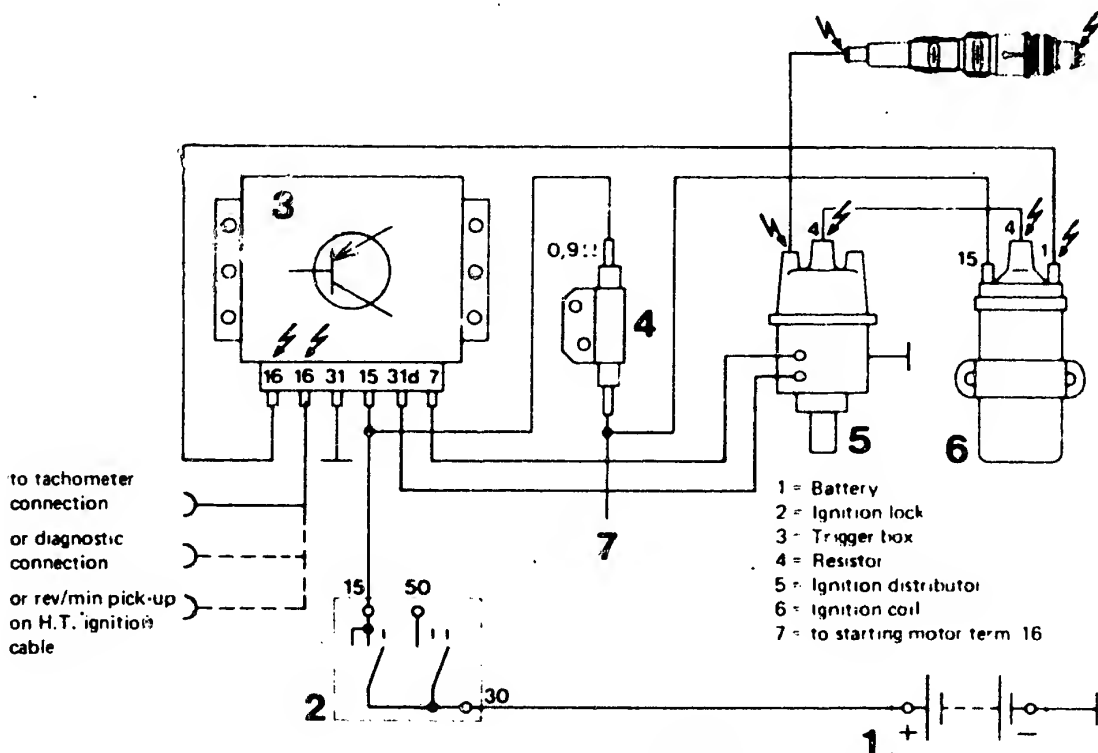 3
0,9Ω
4
4
4
1
15
16 16 31 15 31d 7
5
6
to tachometer
connection
or diagnostic
connection
or rev/min pick-up
on H.T. ignition
cable
7
1 = Battery
2 = Ignition lock
3 = Trigger box
4 = Resistor
5 = Ignition distributor
6 = Ignition coil
7 = to starting motor term 16
15
50
30
2
1
+
−